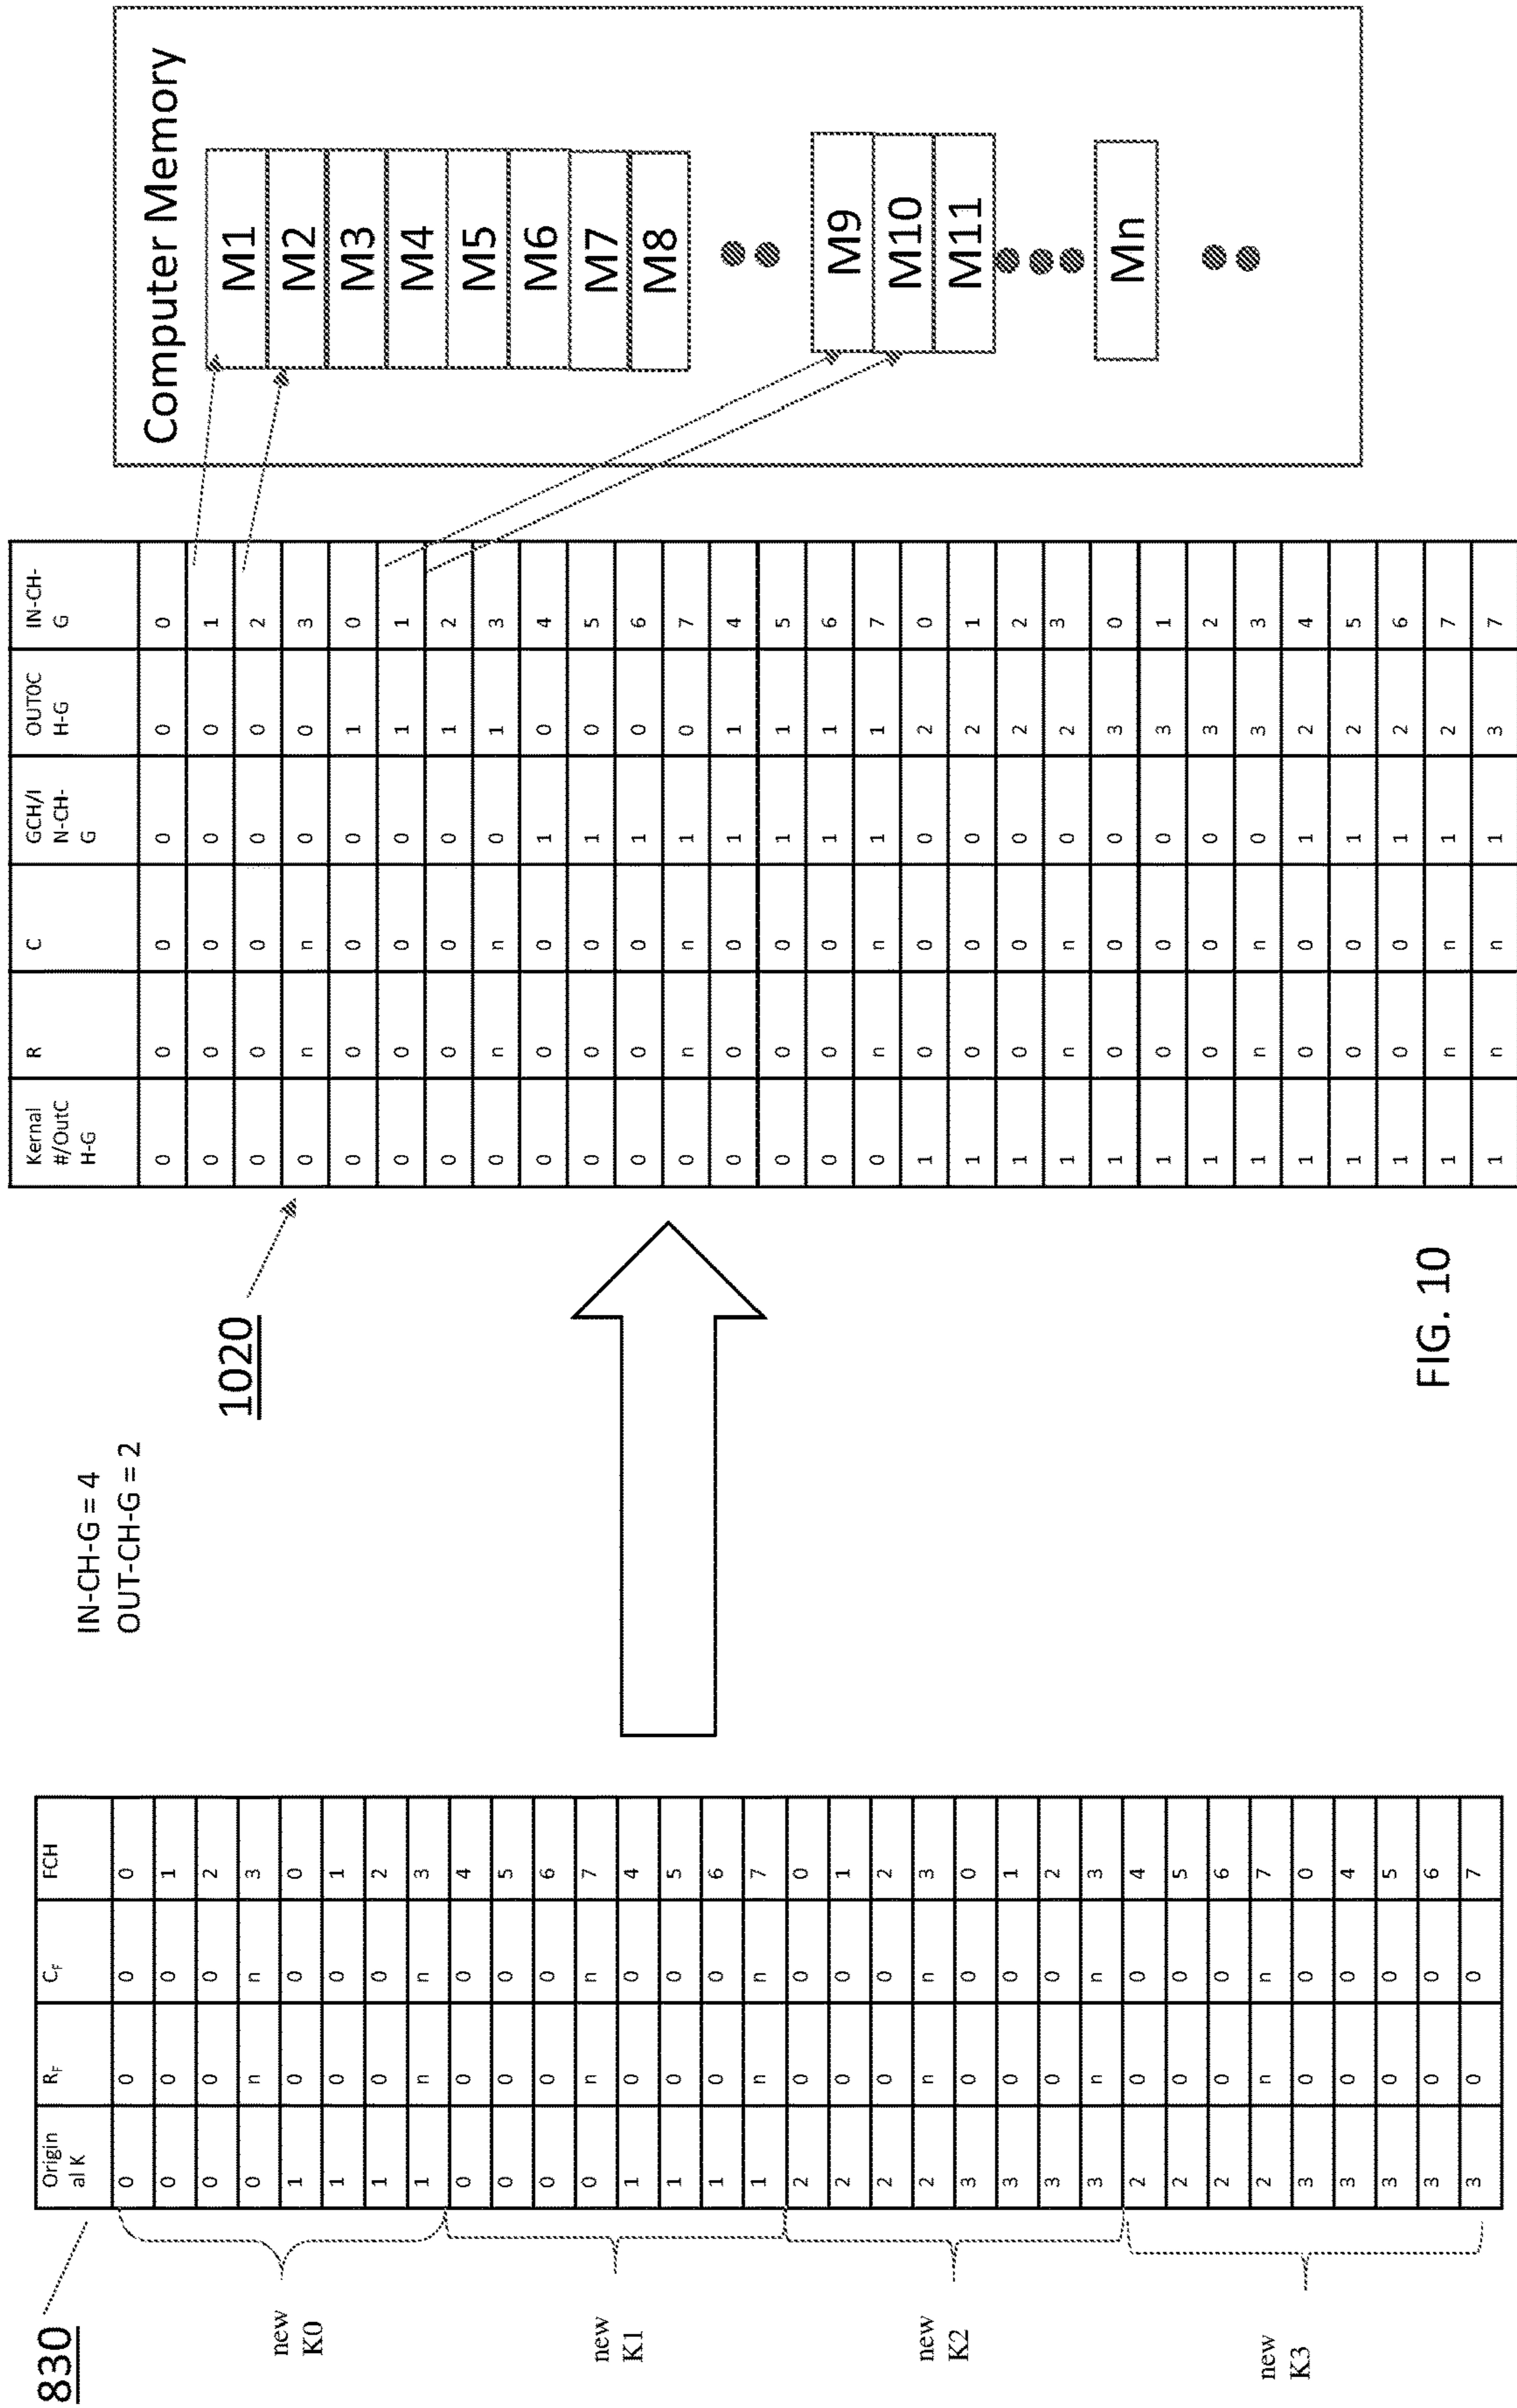 830
Origin
al K RF CF FCH
0 0 0 0
0 0 0 1
0 0 0 2
0 n n 3
1 0 0 0
1 0 0 1
1 0 0 2
1 n n 3
0 0 0 4
0 0 0 5
0 0 0 6
0 n n 7
1 0 0 4
1 0 0 5
1 0 0 6
1 n n 7
2 0 0 0
2 0 0 1
2 0 0 2
2 n n 3
3 0 0 0
3 0 0 1
3 0 0 2
3 n n 3
2 0 0 4
2 0 0 5
2 0 0 6
2 n n 7
3 0 0 0
3 0 0 4
3 0 0 5
3 0 0 6
3 0 0 7
new
K0
new
K1
new
K2
new
K3
IN-CH-G = 4
OUT-CH-G = 2
1020
Kernal
#/OutC
H-G
R
C
GCH/I
N-CH-
G
OUT0C
H-G
IN-CH-
G
0 0 0 0 0 0
0 0 0 0 0 1
0 0 0 0 0 2
0 n n 0 0 3
0 0 0 0 1 0
0 0 0 0 1 1
0 0 0 0 1 2
0 n n 0 1 3
0 0 0 1 0 4
0 0 0 1 0 5
0 0 0 1 0 6
0 n n 1 0 7
0 0 0 1 1 4
0 0 0 1 1 5
0 0 0 1 1 6
0 n n 1 1 7
1 0 0 0 2 0
1 0 0 0 2 1
1 0 0 0 2 2
1 n n 0 2 3
1 0 0 0 3 0
1 0 0 0 3 1
1 0 0 0 3 2
1 n n 0 3 3
1 0 0 1 2 4
1 0 0 1 2 5
1 0 0 1 2 6
1 n n 1 2 7
1 n n 1 3 7
Computer Memory
M1
M2
M3
M4
M5
M6
M7
M8
M9
M10
M11
Mn
FIG. 10